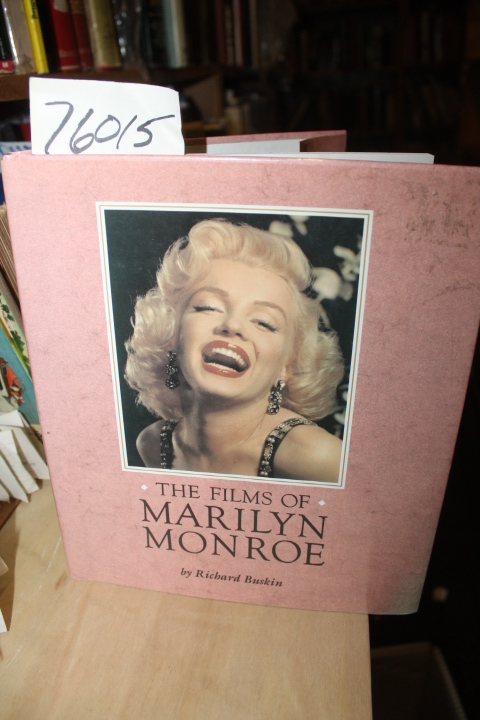 76015
THE FILMS OF
MARILYN
MONROE
by Richard Buskin